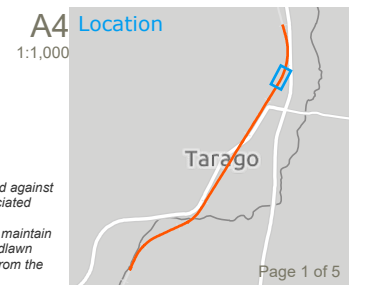 A4
1:1,000
Location
Tarago
d against
ciated
maintain
dlawn
rom the
Page 1 of 5